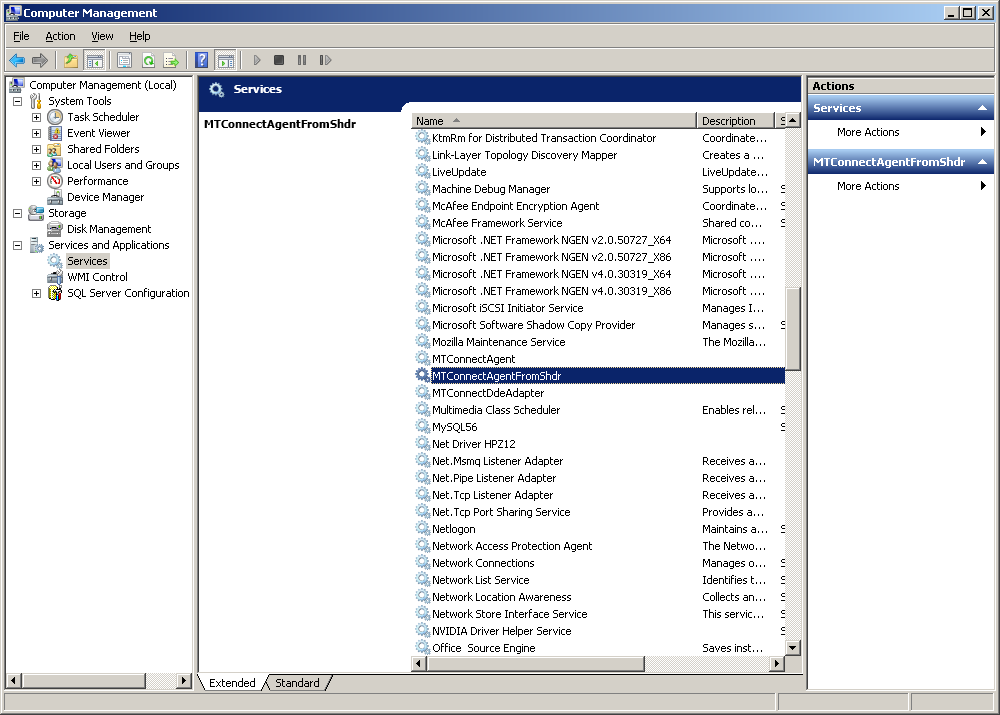 Computer Management
File Action View Help
Computer Management (Local)
System Tools
Task Scheduler
Event Viewer
Shared Folders
Local Users and Groups
Performance
Device Manager
Storage
Disk Management
Services and Applications
Services
WMI Control
SQL Server Configuration
Services
MTConnectAgentFromShdr
Name Description S
KtmRm for Distributed Transaction Coordinator Coordinate...
Link-Layer Topology Discovery Mapper Creates a ...
LiveUpdate LiveUpdate...
Machine Debug Manager Supports lo... S
McAfee Endpoint Encryption Agent Coordinate... S
McAfee Framework Service Shared co... S
Microsoft .NET Framework NGEN v2.0.50727_X64 Microsoft ....
Microsoft .NET Framework NGEN v2.0.50727_X86 Microsoft ....
Microsoft .NET Framework NGEN v4.0.30319_X64 Microsoft ....
Microsoft .NET Framework NGEN v4.0.30319_X86 Microsoft ....
Microsoft iSCSI Initiator Service Manages I...
Microsoft Software Shadow Copy Provider Manages s... S
Mozilla Maintenance Service The Mozilla...
MTConnectAgent
MTConnectAgentFromShdr
MTConnectDdeAdapter
Multimedia Class Scheduler Enables rel... S
MySQL56 S
Net Driver HPZ12
Net.Msmq Listener Adapter Receives a... S
Net.Pipe Listener Adapter Receives a... S
Net.Tcp Listener Adapter Receives a... S
Net.Tcp Port Sharing Service Provides a... S
Netlogon Maintains a... S
Network Access Protection Agent The Netwo...
Network Connections Manages o... S
Network List Service Identifies t... S
Network Location Awareness Collects an... S
Network Store Interface Service This servic... S
NVIDIA Driver Helper Service S
Office Source Engine Saves inst...
Extended Standard
Actions
Services
More Actions
MTConnectAgentFromShdr
More Actions